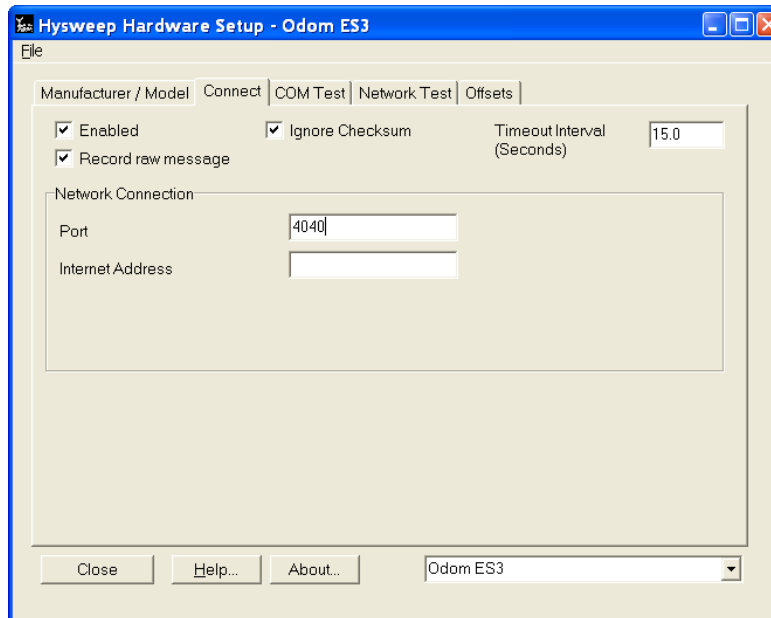 Hysweep Hardware Setup - Odom ES3
File
Manufacturer / Model Connect COM Test Network Test Offsets
Enabled Ignore Checksum Timeout Interval (Seconds) 15.0
Record raw message
Network Connection
Port 4040
Internet Address
Close Help... About... Odom ES3